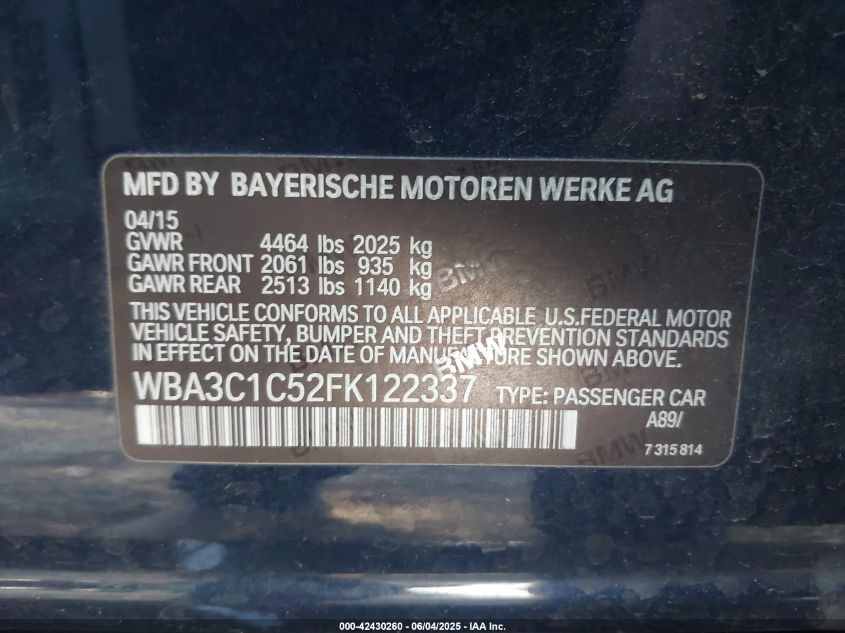 MFD BY BAYERISCHE MOTOREN WERKE AG
04/15
GVWR 4464 lbs 2025 kg
GAWR FRONT 2061 lbs 935 kg
GAWR REAR 2513 lbs 1140 kg
THIS VEHICLE CONFORMS TO ALL APPLICABLE U.S.FEDERAL MOTOR
VEHICLE SAFETY, BUMPER AND THEFT PREVENTION STANDARDS
IN EFFECT ON THE DATE OF MANUFACTURE SHOWN ABOVE.
BMW
WBA3C1C52FK122337 TYPE: PASSENGER CAR
A89/
7 315 814
000-42430260 - 06/04/2025 - IAA Inc.